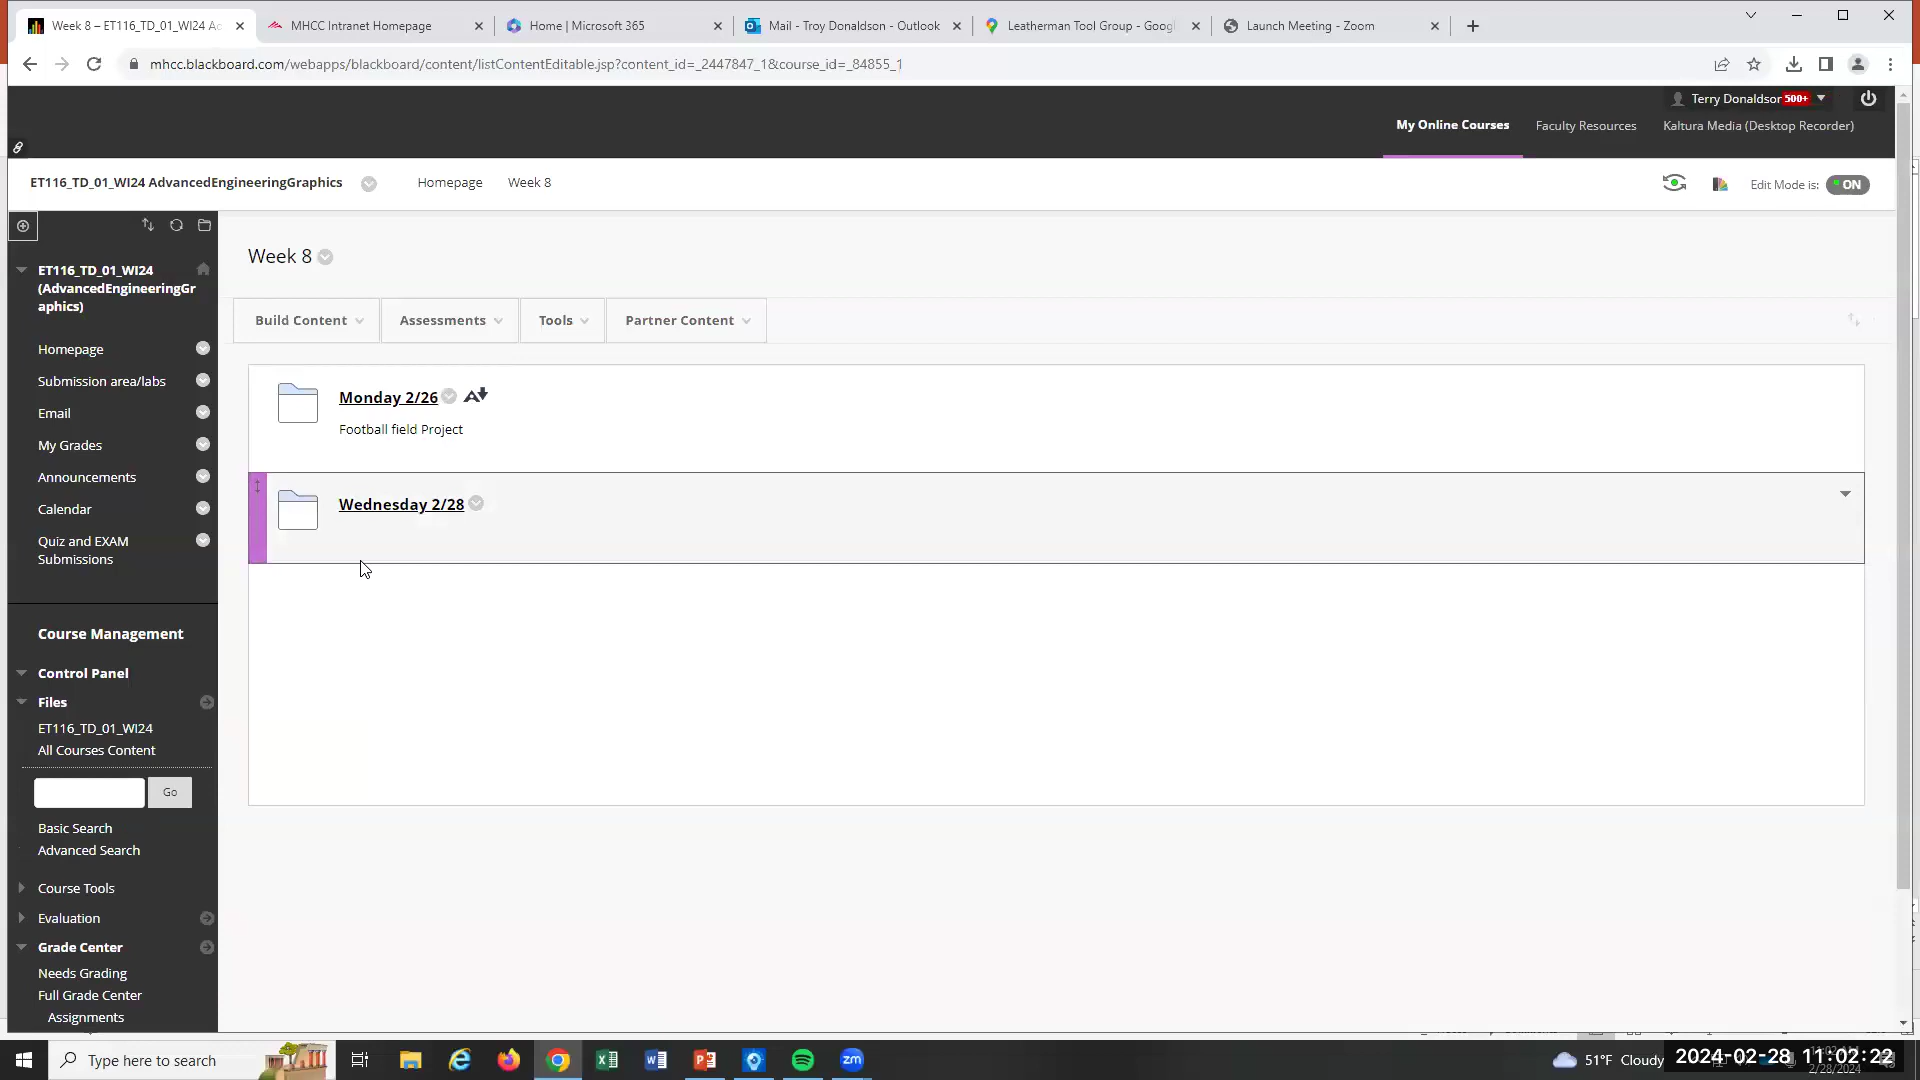 Week 8 – ET116_TD_01_WI24 Ad
MHCC Intranet Homepage
Home | Microsoft 365
Mail - Troy Donaldson - Outlook
Leatherman Tool Group - Goog
Launch Meeting - Zoom
mhcc.blackboard.com/webapps/blackboard/content/listContentEditable.jsp?content_id=_2447847_1&course_id=_84855_1
Terry Donaldson 500+
My Online Courses
Faculty Resources
Kaltura Media (Desktop Recorder)
ET116_TD_01_WI24 AdvancedEngineeringGraphics
Homepage
Week 8
Edit Mode is: ON
ET116_TD_01_WI24
(AdvancedEngineeringGr
aphics)
Homepage
Submission area/labs
Email
My Grades
Announcements
Calendar
Quiz and EXAM
Submissions
Course Management
Control Panel
Files
ET116_TD_01_WI24
All Courses Content
Go
Basic Search
Advanced Search
Course Tools
Evaluation
Grade Center
Needs Grading
Full Grade Center
Assignments
Week 8
Build Content
Assessments
Tools
Partner Content
Monday 2/26
Football field Project
Wednesday 2/28
Type here to search
zm
51°F Cloudy
2024-02-28 11:02:22
2/28/2024